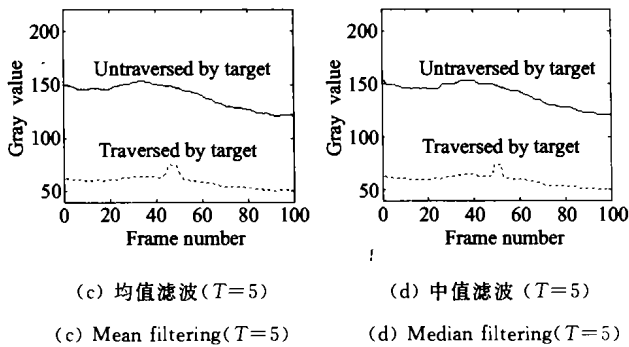 200
150
100
50
Gray value
Untraversed by target
Traversed by target
0 20 40 60 80 100
Frame number
(c) 均值滤波(T=5)
(c) Mean filtering(T=5)
200
150
100
50
Gray value
Untraversed by target
Traversed by target
0 20 40 60 80 100
Frame number
(d) 中值滤波 (T=5)
(d) Median filtering(T=5)